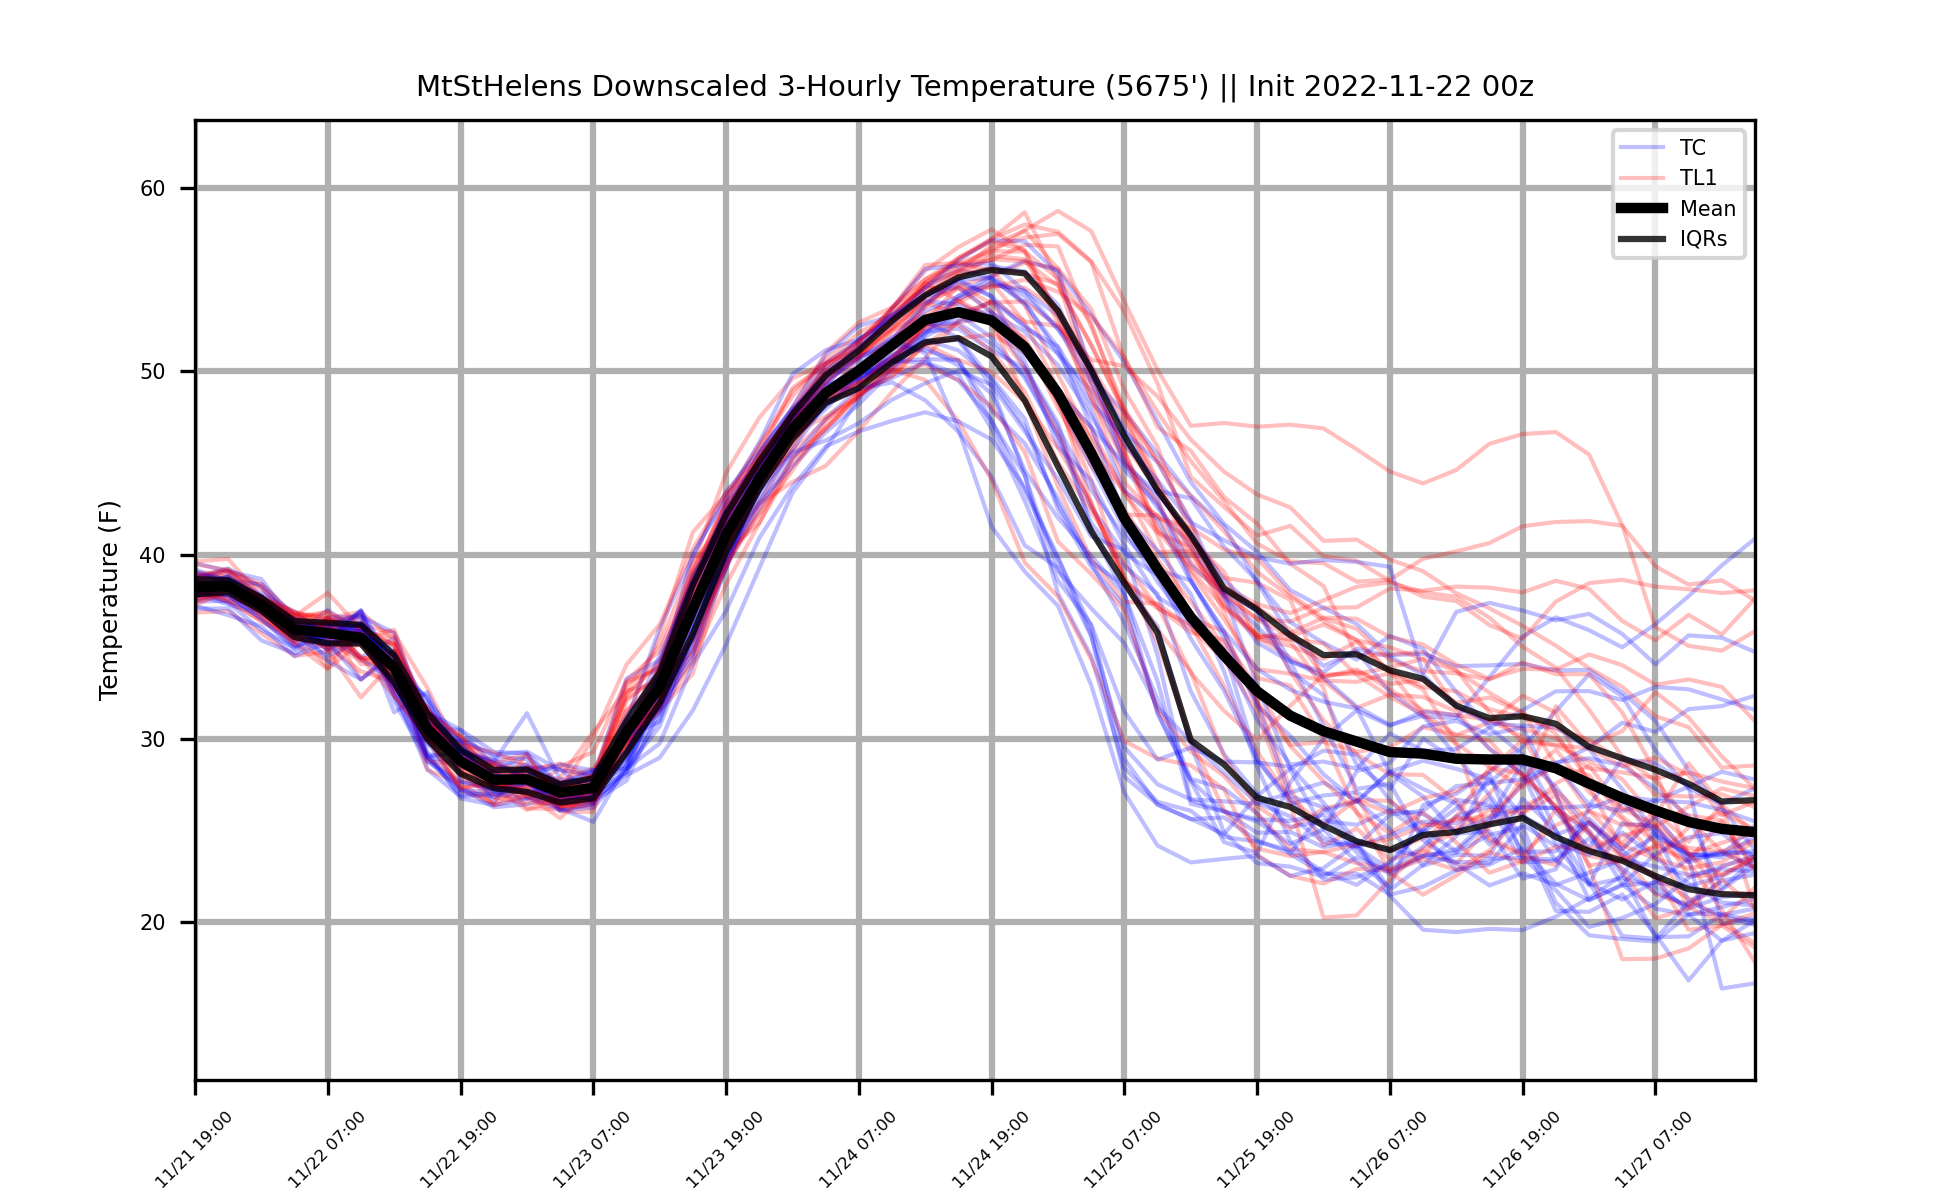 MtStHelens Downscaled 3-Hourly Temperature (5675') || Init 2022-11-22 00z
TC
TL1
Mean
IQRs
Temperature (F)
60
50
40
30
20
11/21 19:00
11/22 07:00
11/22 19:00
11/23 07:00
11/23 19:00
11/24 07:00
11/24 19:00
11/25 07:00
11/25 19:00
11/26 07:00
11/26 19:00
11/27 07:00